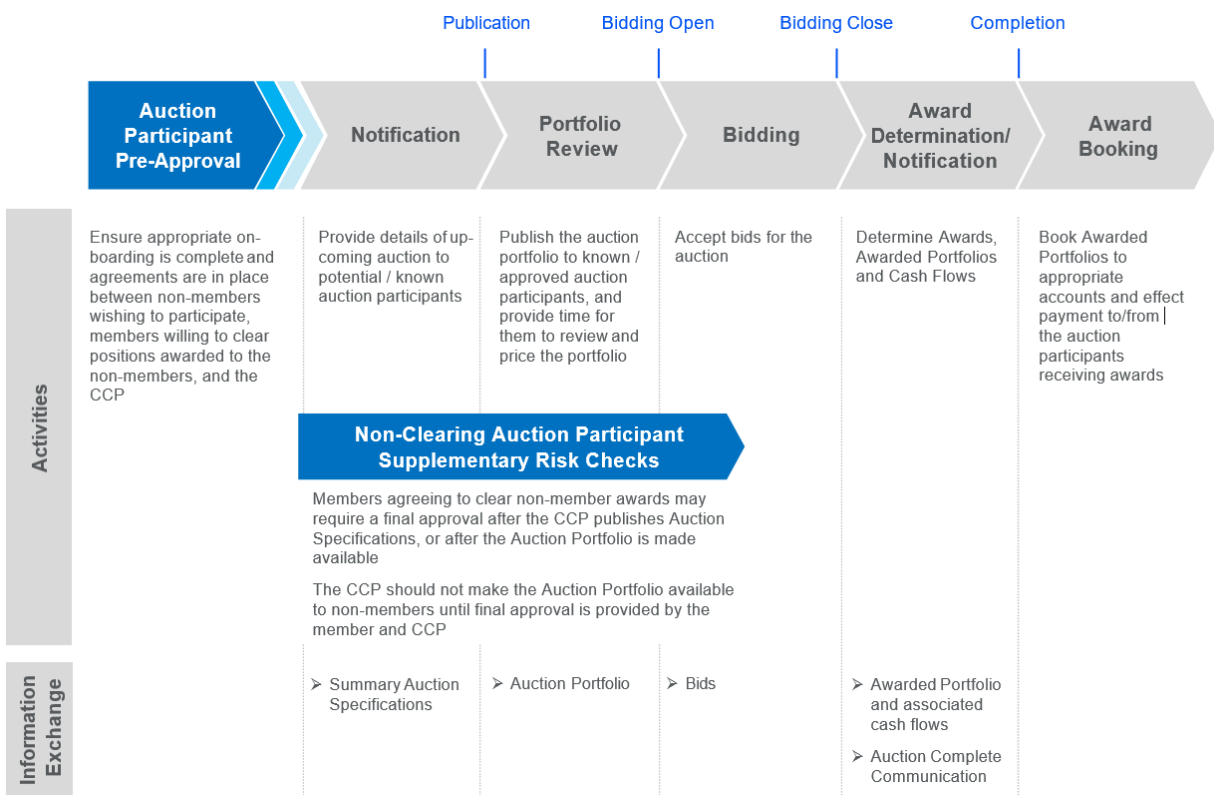 Publication
Bidding Open
Bidding Close
Completion
Auction
Participant
Pre-Approval
Notification
Portfolio
Review
Bidding
Award
Determination/
Notification
Award
Booking
Activities
Ensure appropriate on-
boarding is complete and
agreements are in place
between non-members
wishing to participate,
members willing to clear
positions awarded to the
non-members, and the
CCP
Provide details of up-
coming auction to
potential / known
auction participants
Publish the auction
portfolio to known /
approved auction
participants, and
provide time for
them to review and
price the portfolio
Accept bids for the
auction
Determine Awards,
Awarded Portfolios
and Cash Flows
Book Awarded
Portfolios to
appropriate
accounts and effect
payment to/from
the auction
participants
receiving awards
Non-Clearing Auction Participant
Supplementary Risk Checks
Members agreeing to clear non-member awards may
require a final approval after the CCP publishes Auction
Specifications, or after the Auction Portfolio is made
available
The CCP should not make the Auction Portfolio available
to non-members until final approval is provided by the
member and CCP
Information
Exchange
➢ Summary Auction
Specifications
➢ Auction Portfolio
➢ Bids
➢ Awarded Portfolio
and associated
cash flows
➢ Auction Complete
Communication